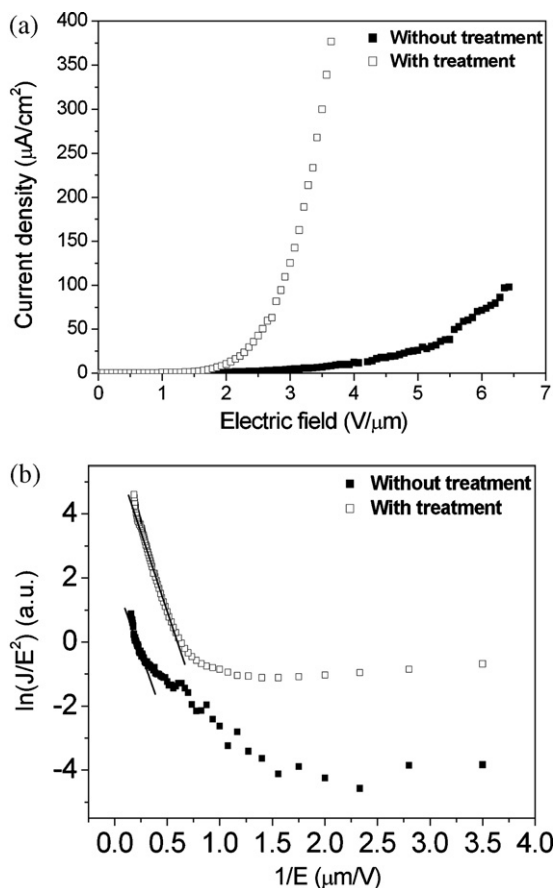 (a)
400
350
300
250
200
150
100
50
0
Current density (μA/cm²)
Without treatment
With treatment
0 1 2 3 4 5 6 7
Electric field (V/μm)
(b)
4
2
0
-2
-4
ln(J/E²) (a.u.)
Without treatment
With treatment
0.0 0.5 1.0 1.5 2.0 2.5 3.0 3.5 4.0
1/E (μm/V)